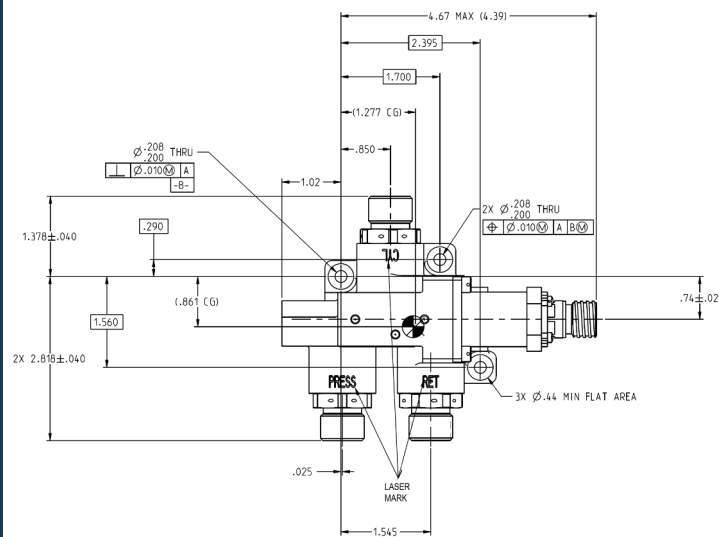 4.67 MAX (4.39)
2.395
1.700
(1.277 CG)
.850
Ø.208 THRU
.200
⟂ Ø.010Ⓜ A
-B-
1.02
2X Ø.208 THRU
.200
⌖ Ø.010Ⓜ A BⓂ
1.378±.040
.290
CYL
(.861 CG)
.74±.02
1.560
2X 2.818±.040
PRESS
RET
3X Ø.44 MIN FLAT AREA
.025
LASER
MARK
1.545